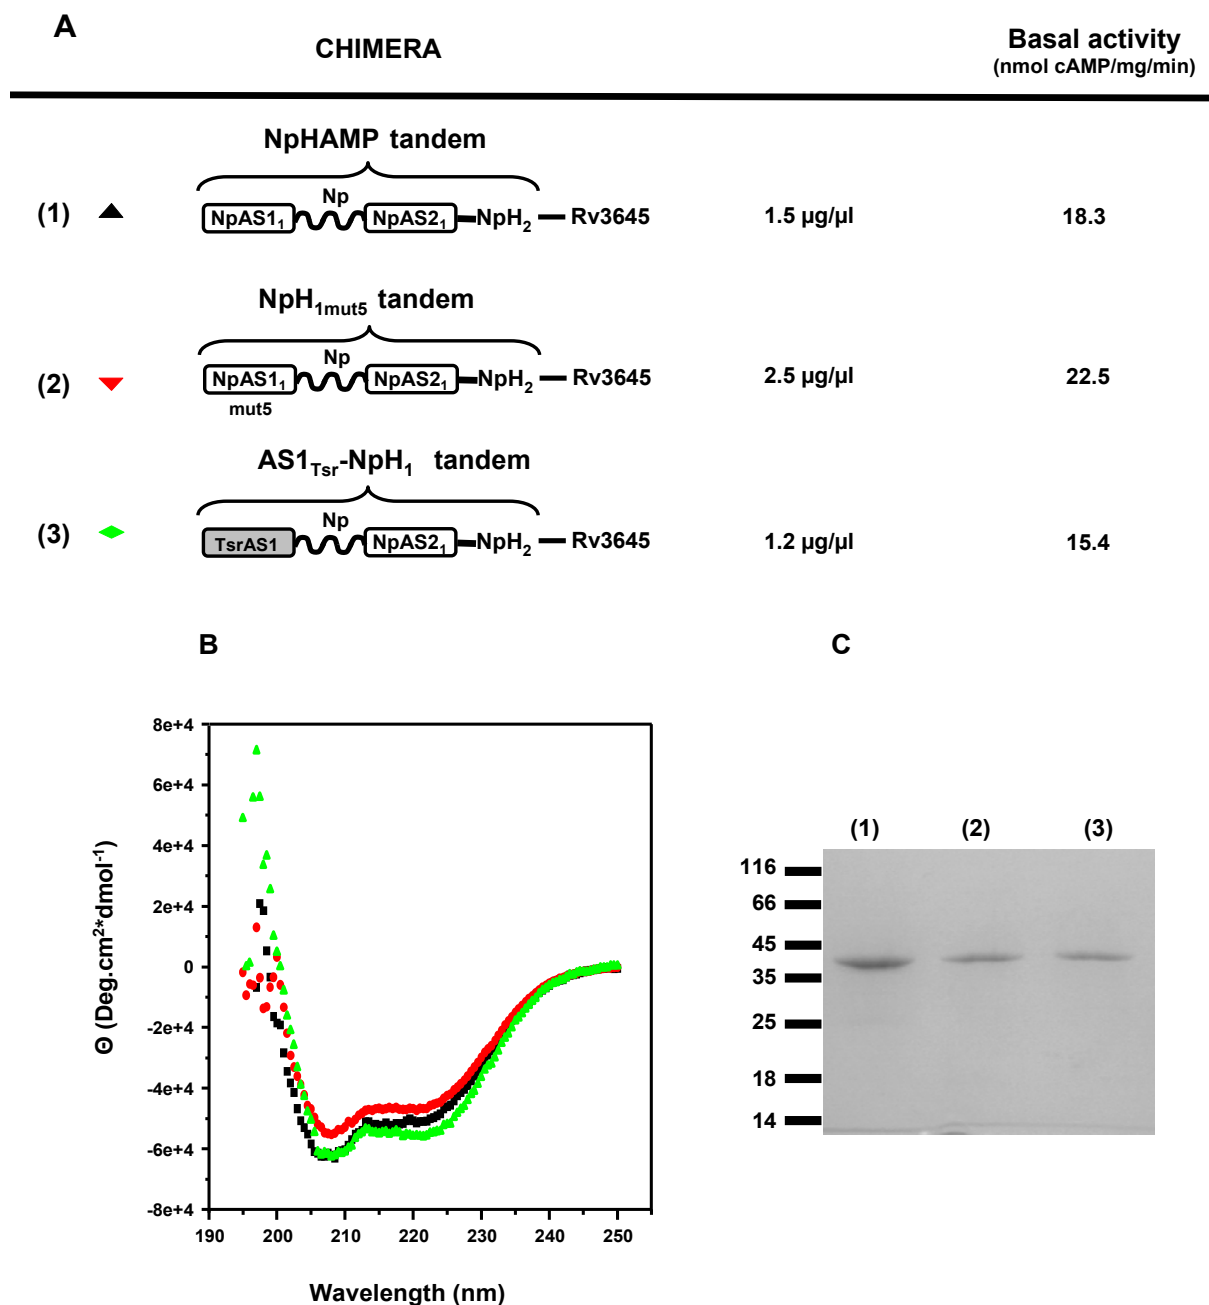 A
CHIMERA
Basal activity
(nmol cAMP/mg/min)
NpHAMP tandem
(1)
NpAS1₁
Np
NpAS2₁
NpH₂
Rv3645
1.5 µg/µl
18.3
NpH₁mut5 tandem
(2)
NpAS1₁
Np
NpAS2₁
NpH₂
Rv3645
mut5
2.5 µg/µl
22.5
AS1Tsr-NpH₁ tandem
(3)
TsrAS1
Np
NpAS2₁
NpH₂
Rv3645
1.2 µg/µl
15.4
B
8e+4
6e+4
4e+4
2e+4
0
-2e+4
-4e+4
-6e+4
-8e+4
Θ (Deg.cm²*dmol⁻¹)
190 200 210 220 230 240 250
Wavelength (nm)
C
(1) (2) (3)
116
66
45
35
25
18
14